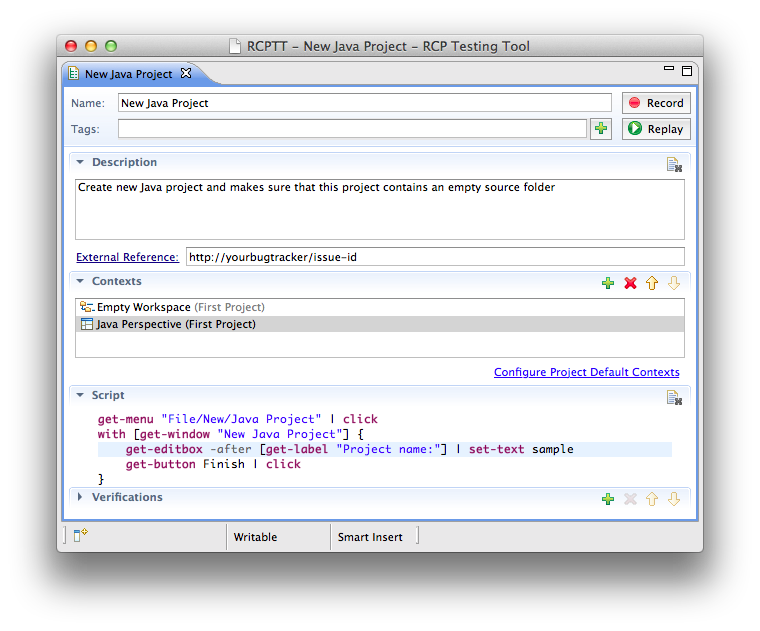 RCPTT – New Java Project – RCP Testing Tool
New Java Project
Name: New Java Project Record
Tags: Replay
Description
Create new Java project and makes sure that this project contains an empty source folder
External Reference: http://yourbugtracker/issue-id
Contexts
Empty Workspace (First Project)
Java Perspective (First Project)
Configure Project Default Contexts
Script
get-menu "File/New/Java Project" | click
with [get-window "New Java Project"] {
get-editbox -after [get-label "Project name:"] | set-text sample
get-button Finish | click
}
Verifications
Writable Smart Insert